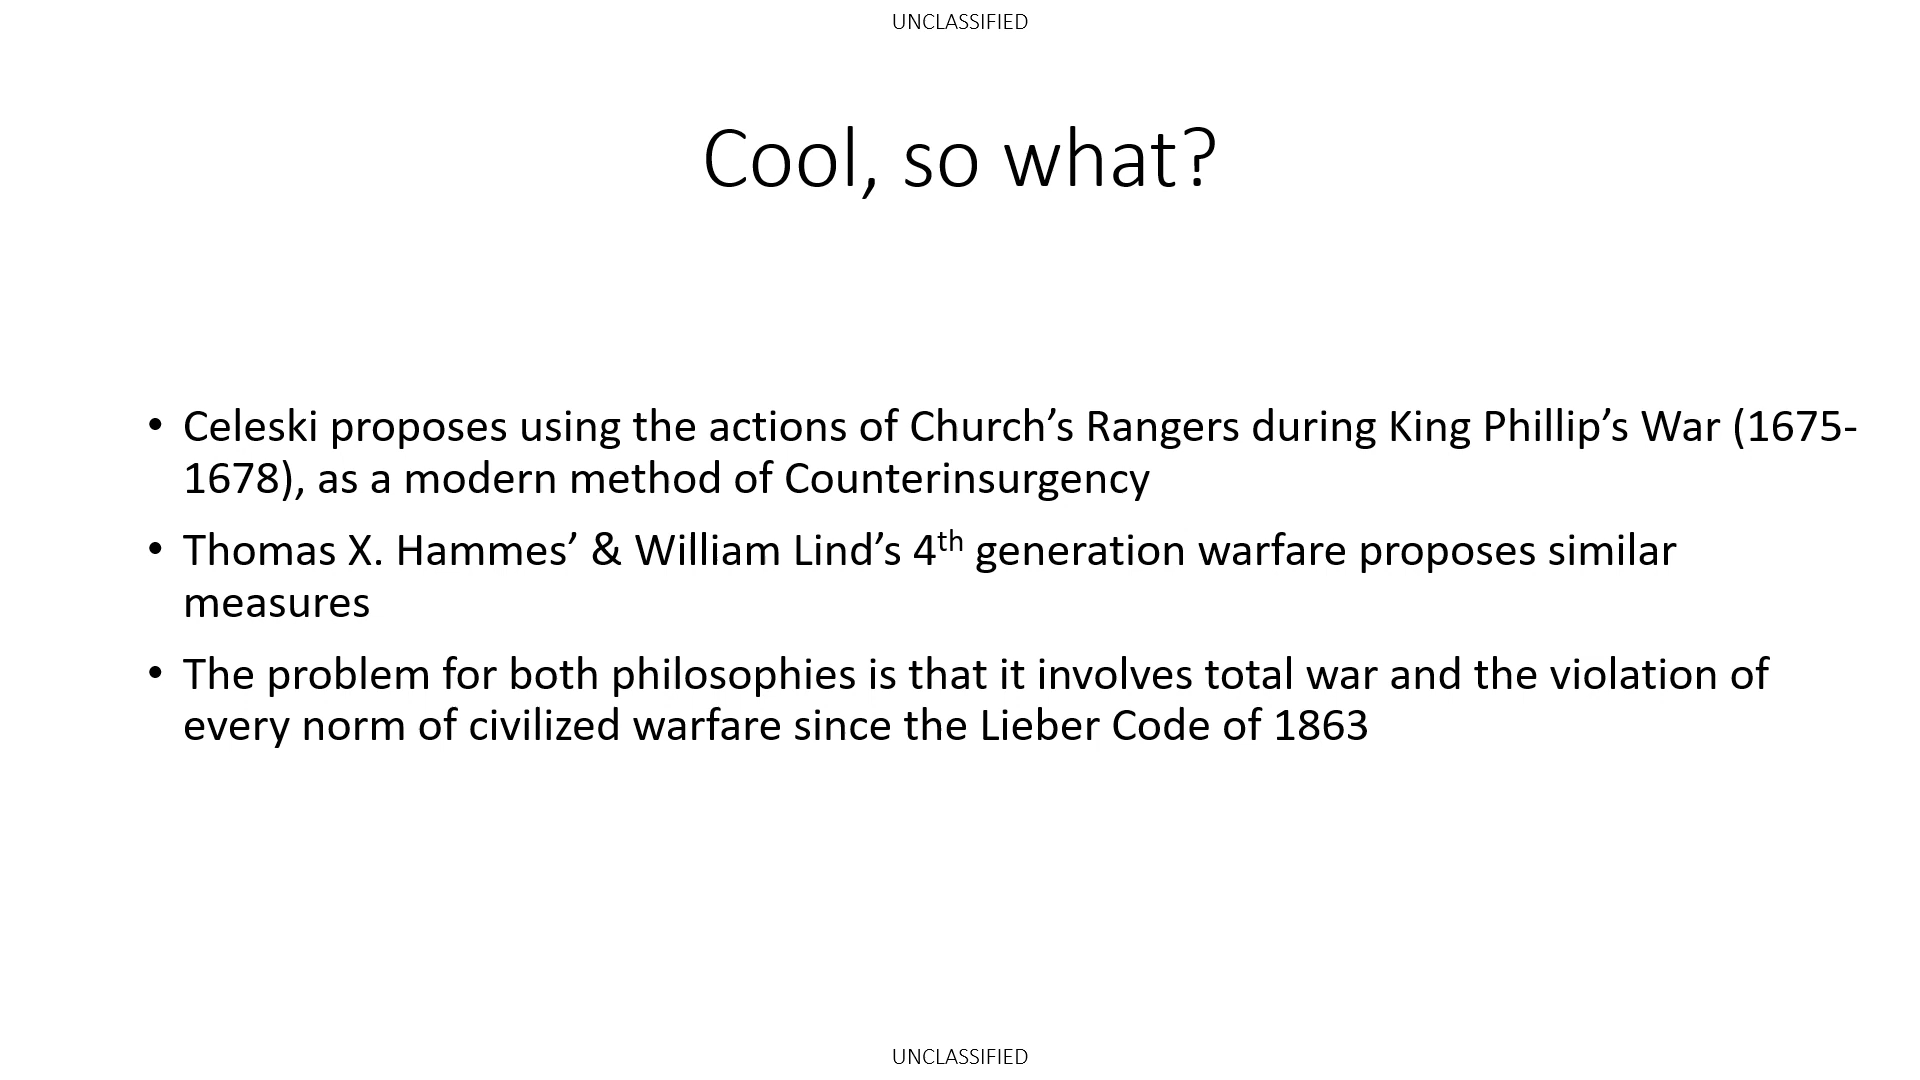 UNCLASSIFIED
Cool, so what?
• Celeski proposes using the actions of Church’s Rangers during King Phillip’s War (1675-
1678), as a modern method of Counterinsurgency
• Thomas X. Hammes’ & William Lind’s 4th generation warfare proposes similar
measures
• The problem for both philosophies is that it involves total war and the violation of
every norm of civilized warfare since the Lieber Code of 1863
UNCLASSIFIED